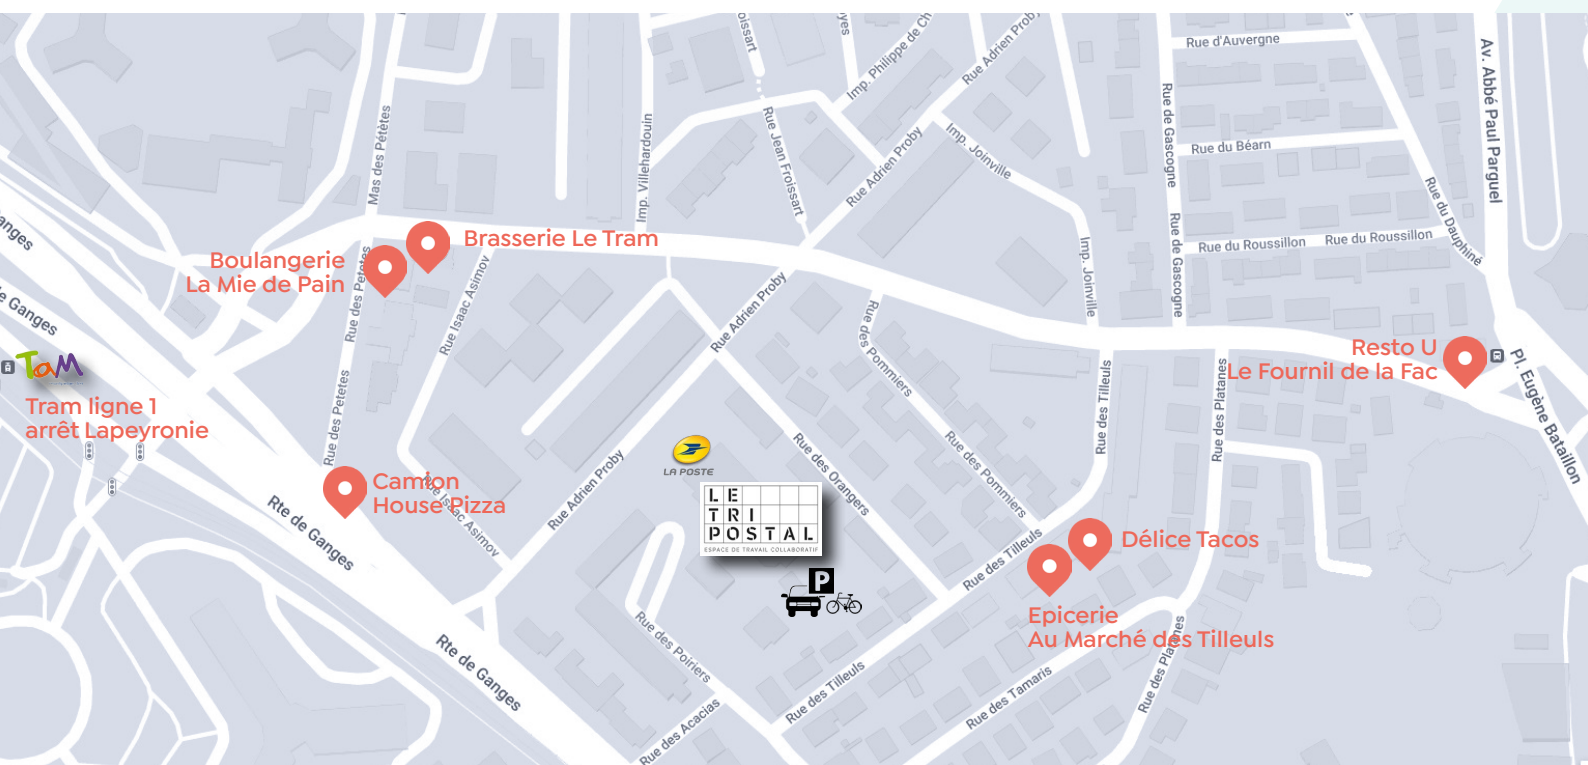 Froissart
Imp. Philippe de Ch
Rue Adrien Proby
Rue d'Auvergne
Av. Abbé Paul Parguel
Mas des Pététes
Imp. Villehardouin
Rue Jean Froissart
Rue Adrien Proby
Imp. Joinville
Rue de Gascogne
Rue du Béarn
Rue du Dauphiné
Ganges
Brasserie Le Tram
Boulangerie
La Mie de Pain
Rue des Petetes
Rue Isaac Asimov
Imp. Joinville
Rue de Gascogne
Rue du Roussillon
Rue du Roussillon
de Ganges
Rue Adrien Proby
Rue des Pommiers
Resto U
Le Fournil de la Fac
Pl. Eugène Bataillon
TaM
Tram ligne 1
arrêt Lapeyronie
Rue des Petetes
Rue des Tilleuls
Rue des Platanes
LA POSTE
Rue des Orangers
Rue des Pommiers
Camion
House Pizza
Rue Isaac Asimov
Rue Adrien Proby
LE
TRI
POSTAL
ESPACE DE TRAVAIL COLLABORATIF
Rte de Ganges
Rue des Tilleuls
Délice Tacos
P
Epicerie
Au Marché des Tilleuls
Rue des Poiriers
Rte de Ganges
Rue des Tilleuls
Rue des Tamaris
Rue des Platanes
Rue des Acacias